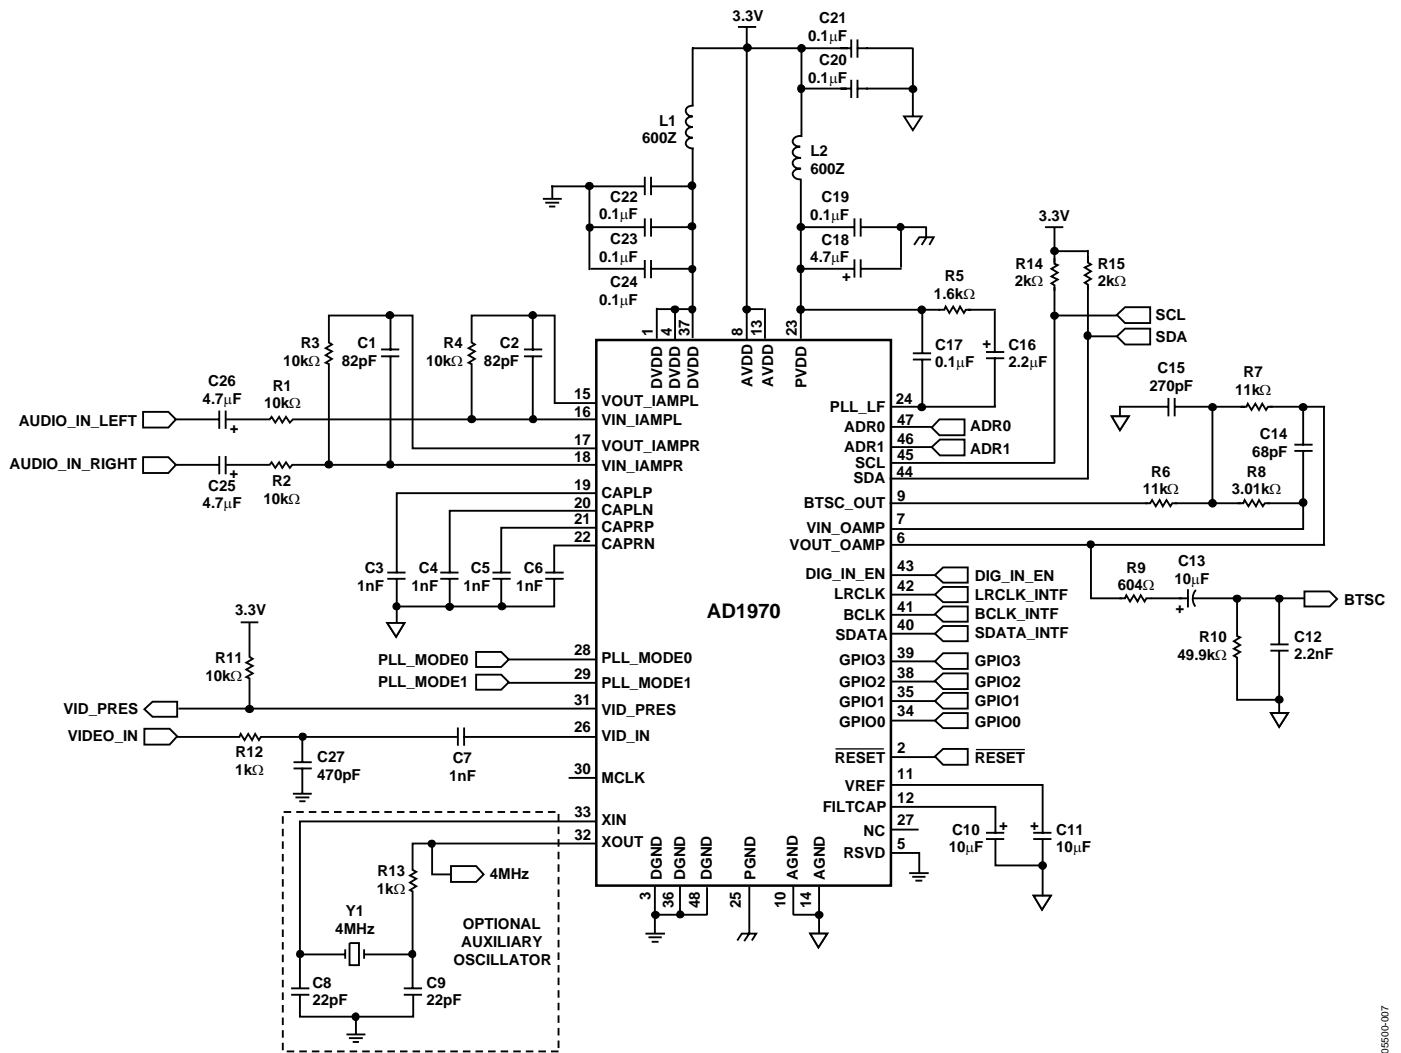 3.3V
C21
0.1μF
C20
0.1μF
L1
600Z
L2
600Z
C22
0.1μF
C23
0.1μF
C24
0.1μF
C19
0.1μF
C18
4.7μF
+
3.3V
R14
2kΩ
R15
2kΩ
SCL
SDA
R5
1.6kΩ
C17
0.1μF
+
C16
2.2μF
R3
10kΩ
C1
82pF
R4
10kΩ
C2
82pF
C26
4.7μF
+
R1
10kΩ
AUDIO_IN_LEFT
AUDIO_IN_RIGHT
C25
4.7μF
+
R2
10kΩ
1
4
37
8
13
23
DVDD
DVDD
DVDD
AVDD
AVDD
PVDD
15
VOUT_IAMPL
16
VIN_IAMPL
17
VOUT_IAMPR
18
VIN_IAMPR
19
CAPLP
20
CAPLN
21
CAPRP
22
CAPRN
C3
1nF
C4
1nF
C5
1nF
C6
1nF
PLL_LF
24
ADR0
47
ADR0
ADR1
46
ADR1
SCL
45
SDA
44
BTSC_OUT
9
VIN_OAMP
7
VOUT_OAMP
6
C15
270pF
R7
11kΩ
C14
68pF
R6
11kΩ
R8
3.01kΩ
R9
604Ω
C13
10μF
+
BTSC
R10
49.9kΩ
C12
2.2nF
AD1970
DIG_IN_EN
43
DIG_IN_EN
LRCLK
42
LRCLK_INTF
BCLK
41
BCLK_INTF
SDATA
40
SDATA_INTF
GPIO3
39
GPIO3
GPIO2
38
GPIO2
GPIO1
35
GPIO1
GPIO0
34
GPIO0
RESET
2
RESET
VREF
11
FILTCAP
12
NC
27
RSVD
5
C10
10μF
+
C11
10μF
+
3.3V
R11
10kΩ
PLL_MODE0
28
PLL_MODE0
PLL_MODE1
29
PLL_MODE1
VID_PRES
31
VID_PRES
VIDEO_IN
26
VID_IN
R12
1kΩ
C27
470pF
C7
1nF
30
MCLK
33
XIN
32
XOUT
R13
1kΩ
4MHz
Y1
4MHz
C8
22pF
C9
22pF
OPTIONAL
AUXILIARY
OSCILLATOR
DGND
DGND
DGND
PGND
AGND
AGND
3
36
48
25
10
14
05500-007